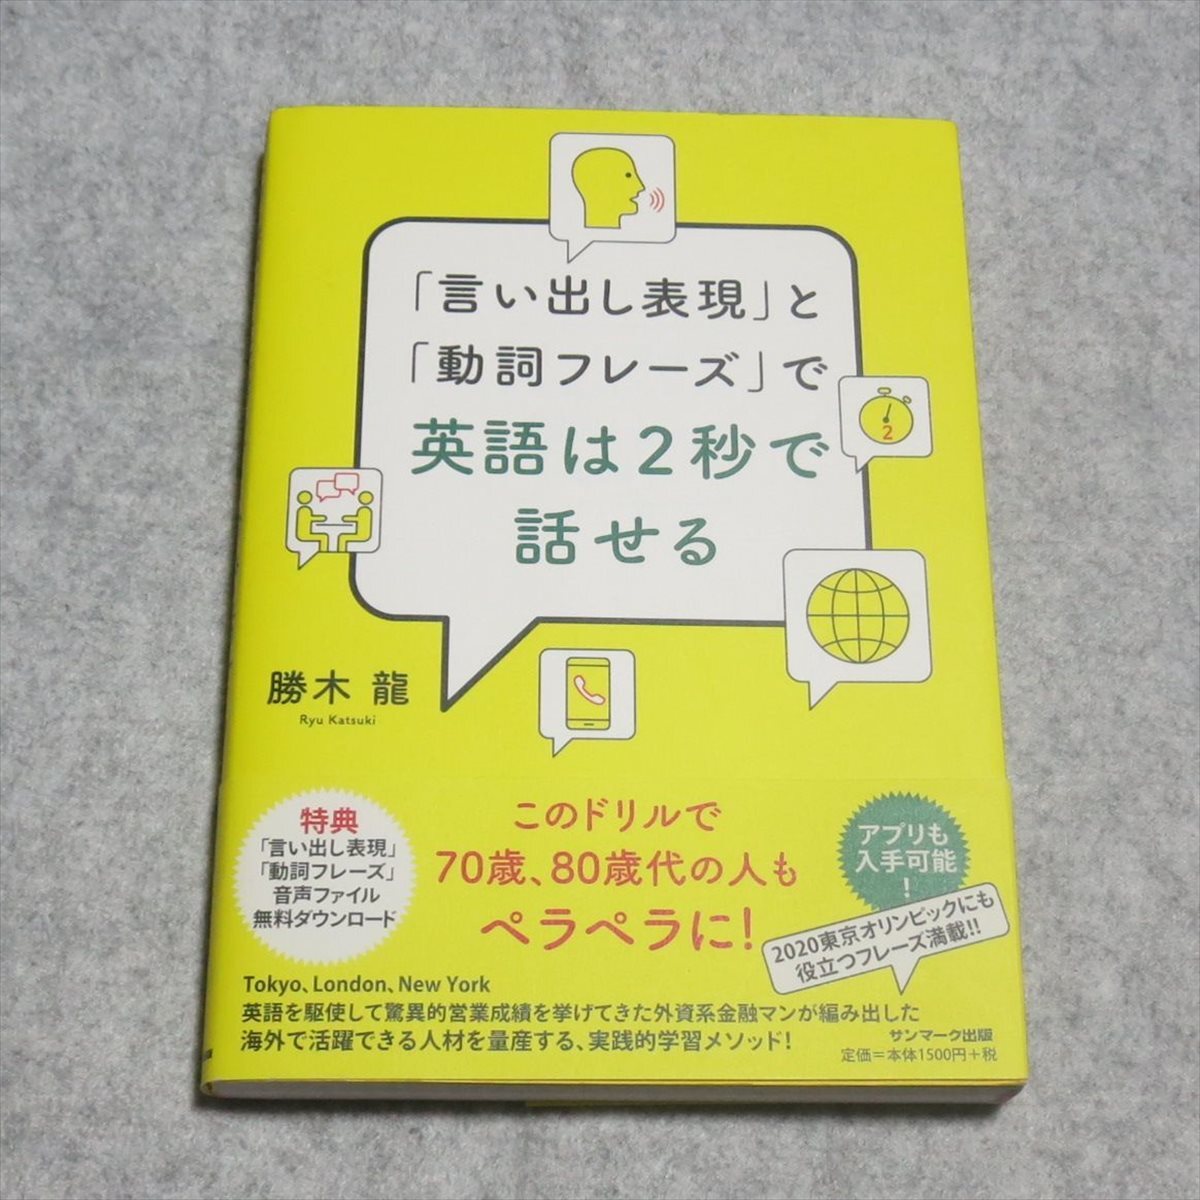 「言い出し表現」と
「動詞フレーズ」で
英語は2秒で
話せる
2
勝木 龍
Ryu Katsuki
特典
「言い出し表現」
「動詞フレーズ」
音声ファイル
無料ダウンロード
このドリルで
70歳、80歳代の人も
ペラペラに!
アプリも
入手可能
!
2020東京オリンピックにも
役立つフレーズ満載!!
Tokyo、London、New York
英語を駆使して驚異的営業成績を挙げてきた外資系金融マンが編み出した
海外で活躍できる人材を量産する、実践的学習メソッド!
サンマーク出版
定価=本体1500円+税